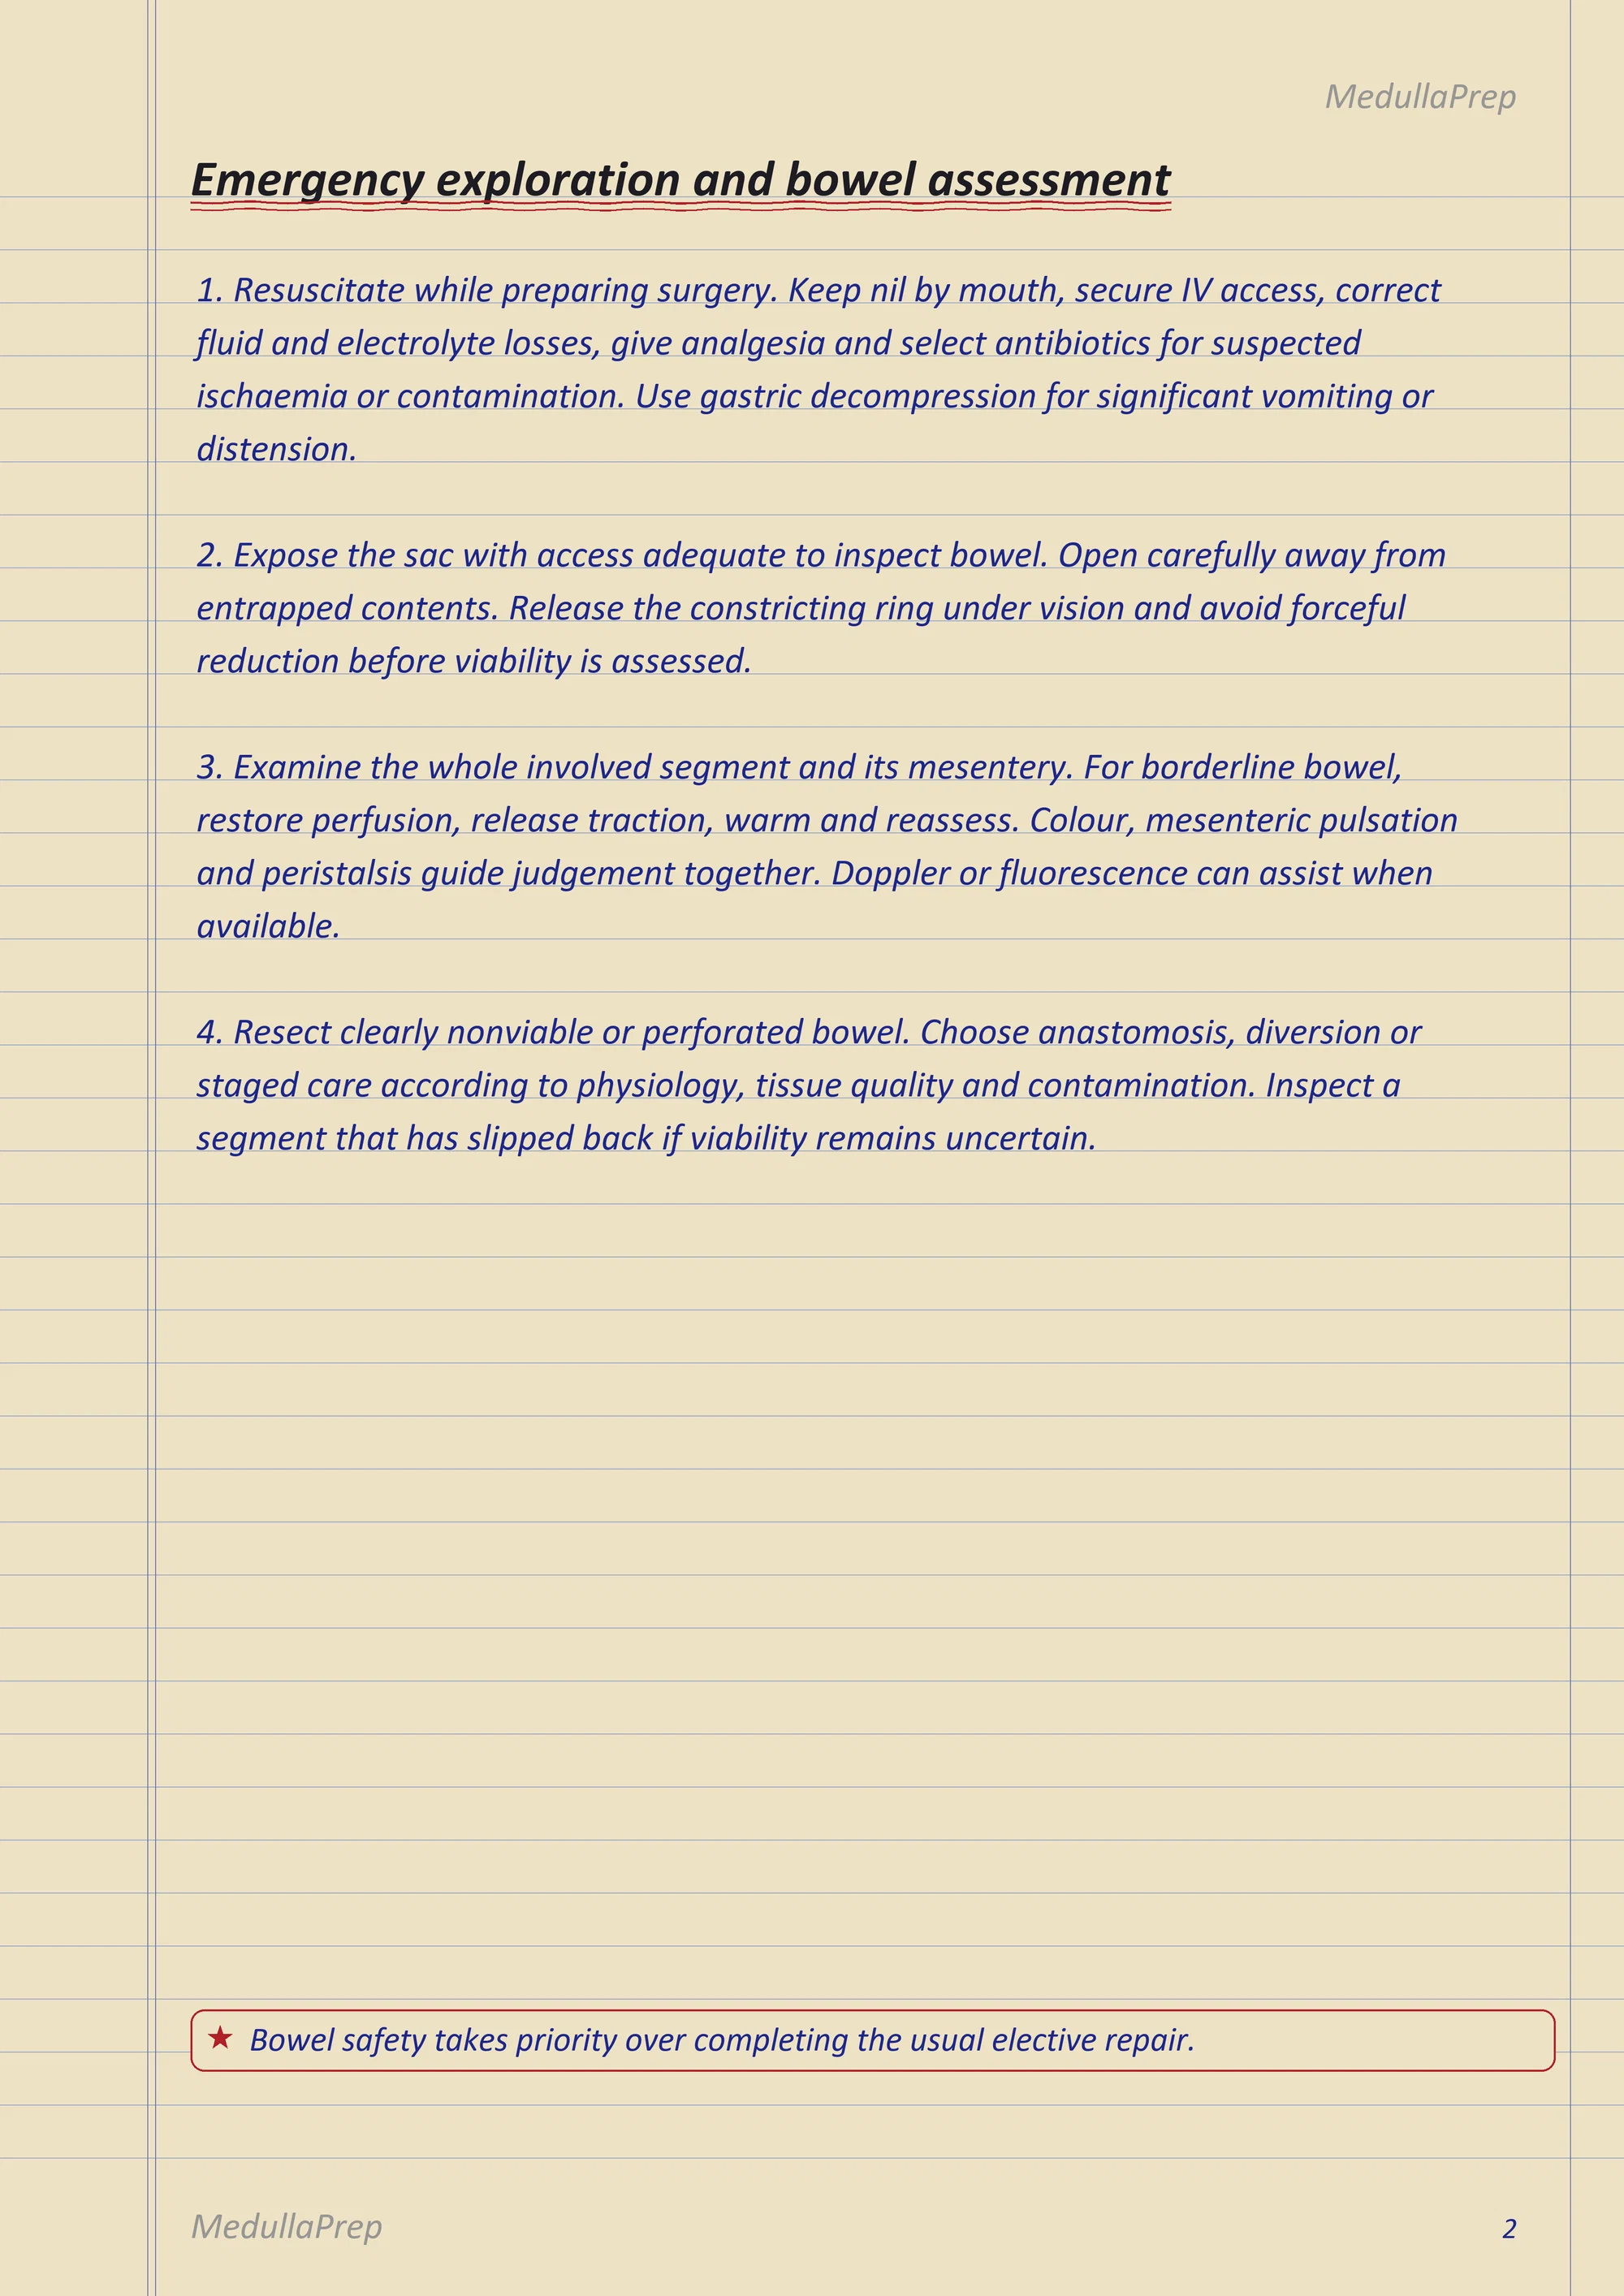 MedullaPrep
Emergency exploration and bowel assessment
1. Resuscitate while preparing surgery. Keep nil by mouth, secure IV access, correct
fluid and electrolyte losses, give analgesia and select antibiotics for suspected
ischaemia or contamination. Use gastric decompression for significant vomiting or
distension.
2. Expose the sac with access adequate to inspect bowel. Open carefully away from
entrapped contents. Release the constricting ring under vision and avoid forceful
reduction before viability is assessed.
3. Examine the whole involved segment and its mesentery. For borderline bowel,
restore perfusion, release traction, warm and reassess. Colour, mesenteric pulsation
and peristalsis guide judgement together. Doppler or fluorescence can assist when
available.
4. Resect clearly nonviable or perforated bowel. Choose anastomosis, diversion or
staged care according to physiology, tissue quality and contamination. Inspect a
segment that has slipped back if viability remains uncertain.
★ Bowel safety takes priority over completing the usual elective repair.
MedullaPrep
2